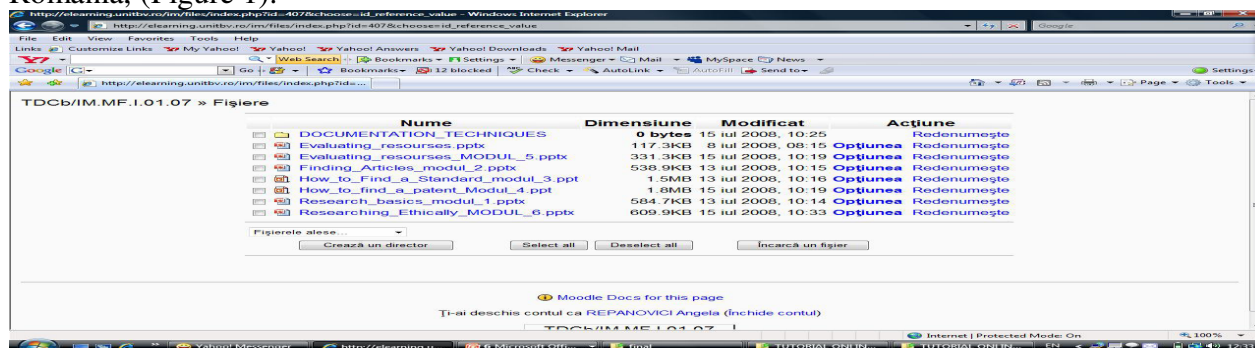 Romania, (Figure 1).
http://elearning.unitbv.ro/im/files/index.php?id=407&choose=id_reference_value - Windows Internet Explorer
http://elearning.unitbv.ro/im/files/index.php?id=407&choose=id_reference_value Google
File Edit View Favorites Tools Help
Links Customize Links My Yahoo! Yahoo! Yahoo! Answers Yahoo! Downloads Yahoo! Mail
Web Search Bookmarks Settings Messenger Mail MySpace News
Google Go Bookmarks 12 blocked Check AutoLink AutoFill Send to Settings
http://elearning.unitbv.ro/im/files/index.php?id=... Page Tools
TDCb/IM.MF.I.01.07 » Fişiere
Nume Dimensiune Modificat Acţiune
DOCUMENTATION_TECHNIQUES 0 bytes 15 iul 2008, 10:25 Redenumeşte
Evaluating_resourses.pptx 117.3KB 8 iul 2008, 08:15 Opţiunea Redenumeşte
Evaluating_resourses_MODUL_5.pptx 331.3KB 15 iul 2008, 10:19 Opţiunea Redenumeşte
Finding_Articles_modul_2.pptx 538.9KB 13 iul 2008, 10:15 Opţiunea Redenumeşte
How_to_Find_a_Standard_modul_3.ppt 1.5MB 13 iul 2008, 10:16 Opţiunea Redenumeşte
How_to_find_a_patent_Modul_4.ppt 1.8MB 15 iul 2008, 10:19 Opţiunea Redenumeşte
Research_basics_modul_1.pptx 584.7KB 13 iul 2008, 10:14 Opţiunea Redenumeşte
Researching_Ethically_MODUL_6.pptx 609.9KB 15 iul 2008, 10:33 Opţiunea Redenumeşte
Fişierele alese...
Crează un director Select all Deselect all Încarcă un fişier
Moodle Docs for this page
Ţi-ai deschis contul ca REPANOVICI Angela (Închide contul)
TDCb/IM.MF.I.01.07
Internet | Protected Mode: On 100%
Yahoo! Messenger http://elearning.u... 6 Microsoft Offi... final TUTORIAL ONLIN... TUTORIAL ONLIN... EN 12:33